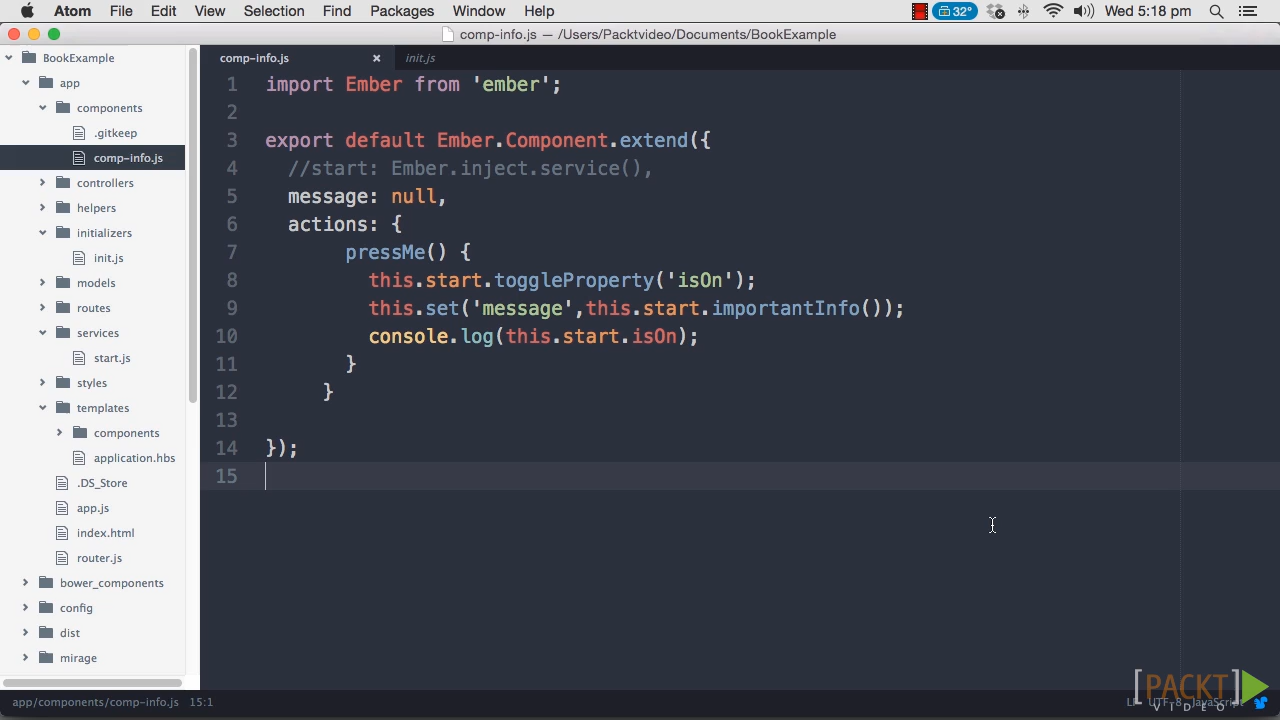 Atom File Edit View Selection Find Packages Window Help 32° Wed 5:18 pm
comp-info.js — /Users/Packtvideo/Documents/BookExample
BookExample
app
components
.gitkeep
comp-info.js
controllers
helpers
initializers
init.js
models
routes
services
start.js
styles
templates
components
application.hbs
.DS_Store
app.js
index.html
router.js
bower_components
config
dist
mirage
comp-info.js init.js
1 import Ember from 'ember';
2
3 export default Ember.Component.extend({
4 //start: Ember.inject.service(),
5 message: null,
6 actions: {
7 pressMe() {
8 this.start.toggleProperty('isOn');
9 this.set('message',this.start.importantInfo());
10 console.log(this.start.isOn);
11 }
12 }
13
14 });
15
app/components/comp-info.js 15:1
LF UTF-8 JavaScript
[PACKT]
VIDEO